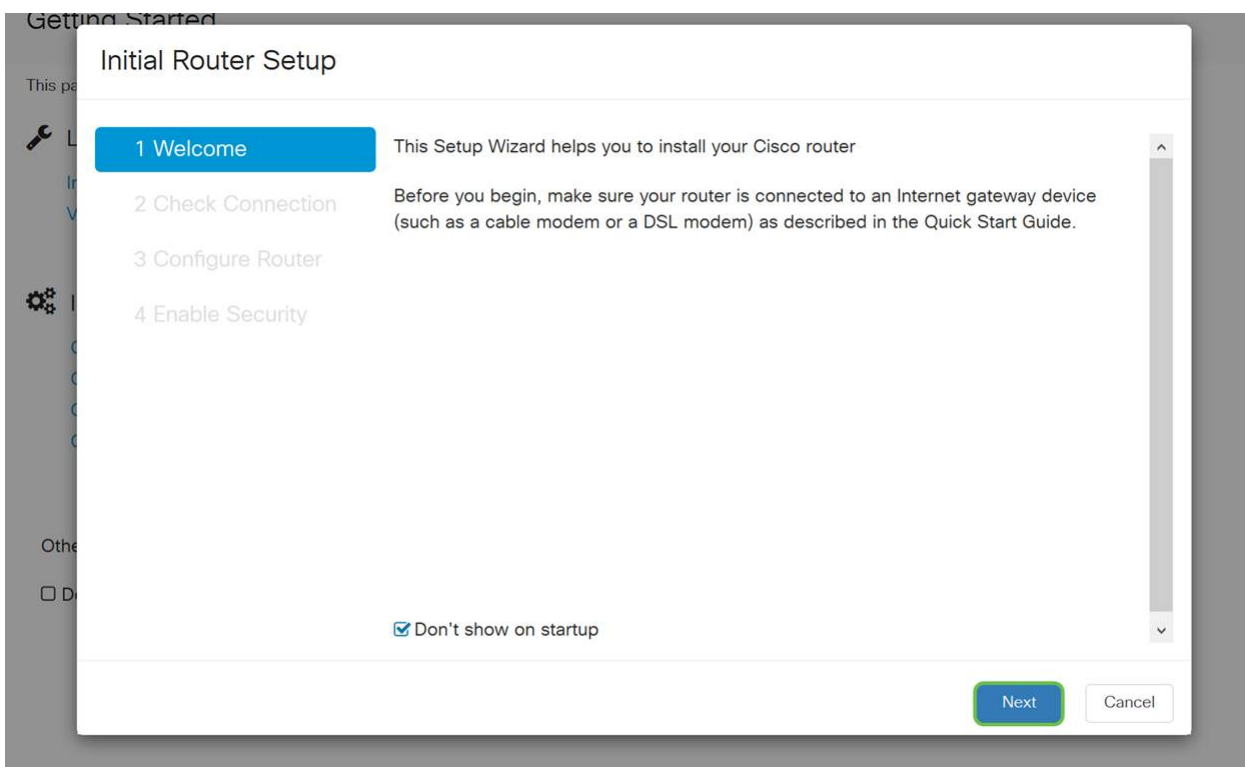 Getting Started
This pa
L
Initial Router Setup
1 Welcome
2 Check Connection
3 Configure Router
4 Enable Security
This Setup Wizard helps you to install your Cisco router
Before you begin, make sure your router is connected to an Internet gateway device
(such as a cable modem or a DSL modem) as described in the Quick Start Guide.
Othe
Don't show on startup
Next
Cancel